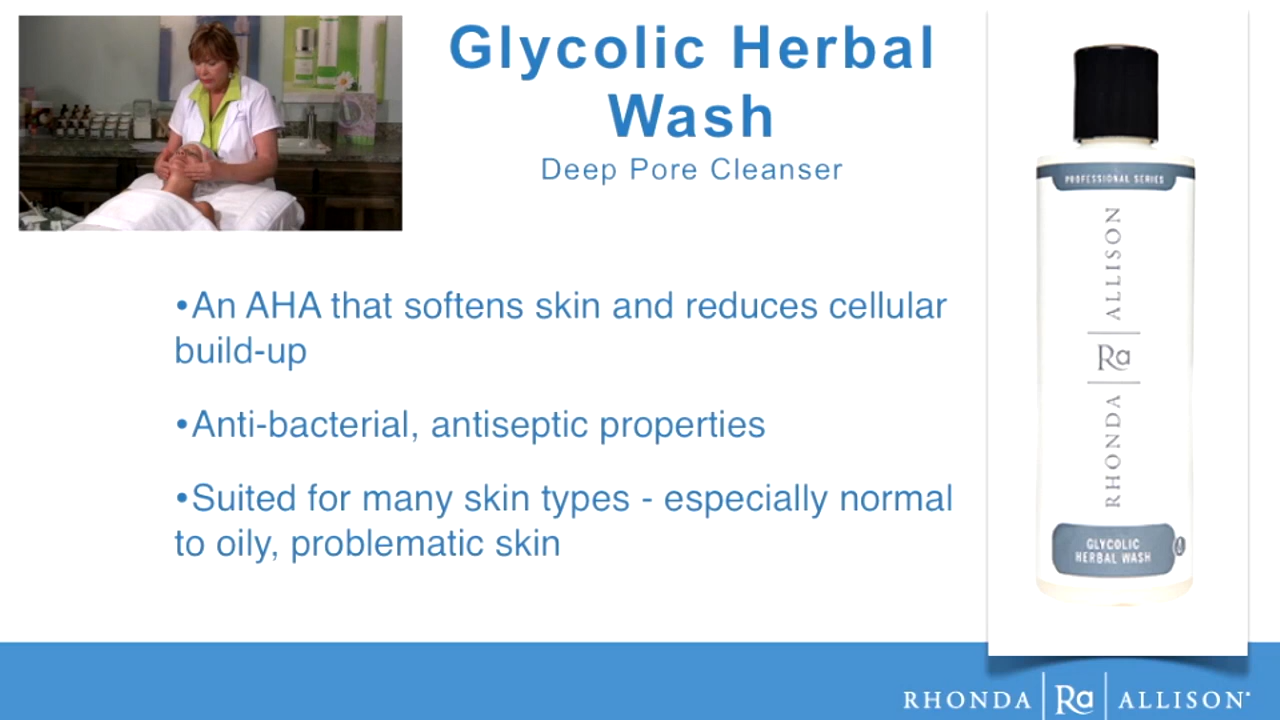 Glycolic Herbal
Wash
Deep Pore Cleanser
•An AHA that softens skin and reduces cellular
build-up
•Anti-bacterial, antiseptic properties
•Suited for many skin types - especially normal
to oily, problematic skin
PROFESSIONAL SERIES
RHONDA | Ra | ALLISON
GLYCOLIC
HERBAL WASH
RHONDA | Ra | ALLISON